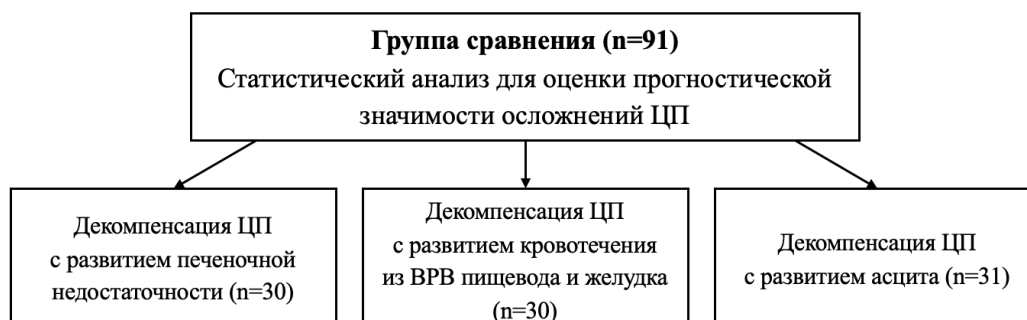 Группа сравнения (n=91)
Статистический анализ для оценки прогностической
значимости осложнений ЦП
Декомпенсация ЦП
с развитием печеночной
недостаточности (n=30)
Декомпенсация ЦП
с развитием кровотечения
из ВРВ пищевода и желудка
(n=30)
Декомпенсация ЦП
с развитием асцита (n=31)